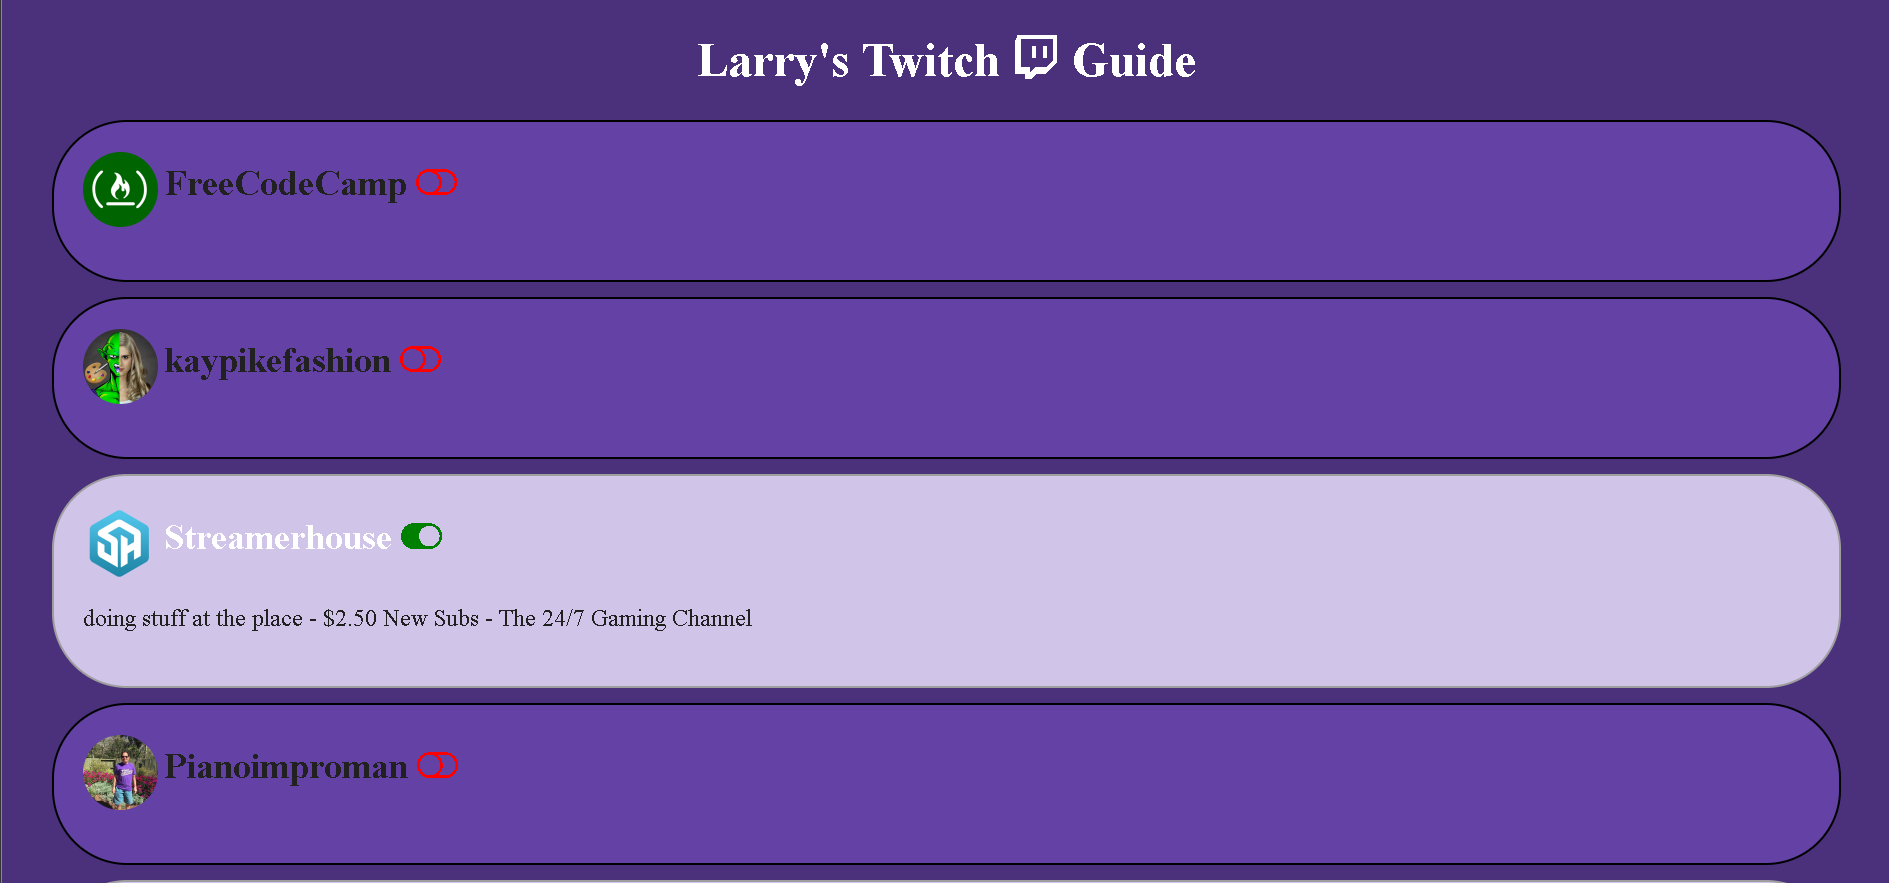 Larry's Twitch Guide
FreeCodeCamp
kaypikefashion
Streamerhouse
doing stuff at the place - $2.50 New Subs - The 24/7 Gaming Channel
Pianoimproman